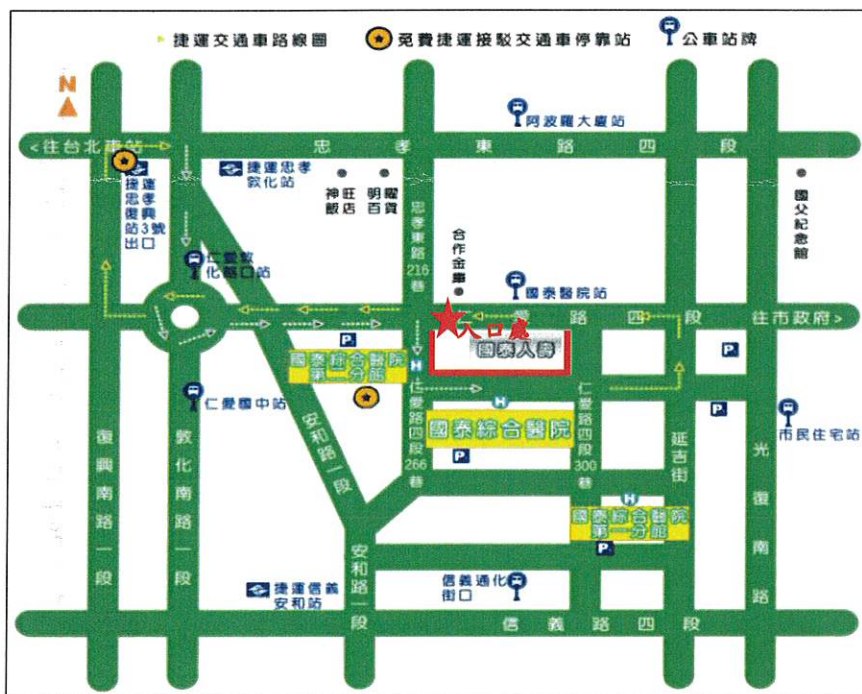 捷運交通車路線圖
免費捷運接駁交通車停靠站
公車站牌
N
阿波羅大廈站
<往台北車站
忠孝東路四段
捷運
忠孝
復興
站3號
出口
捷運忠孝
敦化站
神旺
飯店
明曜
百貨
忠孝東路216巷
合作金庫
國父紀念館
仁愛敦
化路口站
國泰醫院站
仁愛路四段
往市政府>
入口處
國泰人壽
P
國泰綜合醫院
第二分館
H
P
仁愛國中站
仁愛路四段266巷
H
國泰綜合醫院
P
仁愛路四段300巷
P
市民住宅站
延吉街
復興南路一段
敦化南路一段
安和路一段
光復南路
H
國泰綜合醫院
第一分館
P
安和路一段
捷運信義
安和站
信義通化
街口
信義路四段